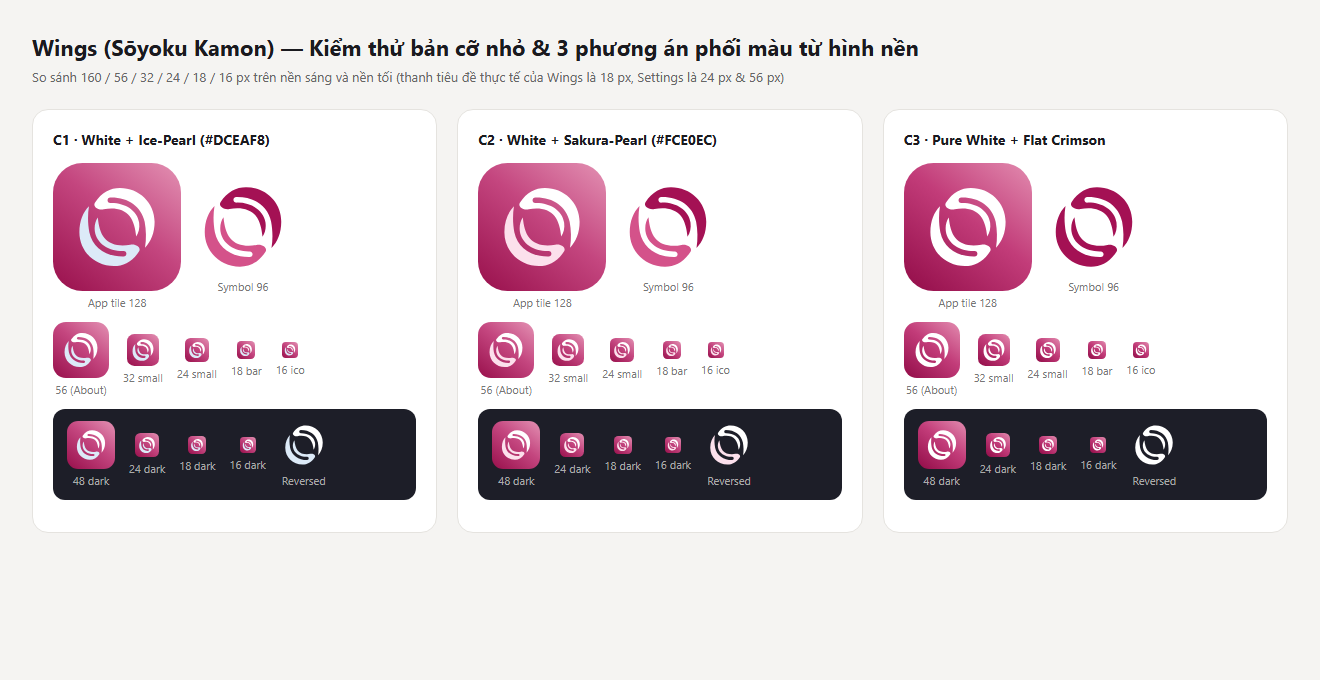 Wings (Sōyoku Kamon) — Kiểm thử bản cỡ nhỏ & 3 phương án phối màu từ hình nền
So sánh 160 / 56 / 32 / 24 / 18 / 16 px trên nền sáng và nền tối (thanh tiêu đề thực tế của Wings là 18 px, Settings là 24 px & 56 px)
C1 · White + Ice-Pearl (#DCEAF8)
App tile 128
Symbol 96
56 (About)
32 small
24 small
18 bar
16 ico
48 dark
24 dark
18 dark
16 dark
Reversed
C2 · White + Sakura-Pearl (#FCE0EC)
App tile 128
Symbol 96
56 (About)
32 small
24 small
18 bar
16 ico
48 dark
24 dark
18 dark
16 dark
Reversed
C3 · Pure White + Flat Crimson
App tile 128
Symbol 96
56 (About)
32 small
24 small
18 bar
16 ico
48 dark
24 dark
18 dark
16 dark
Reversed